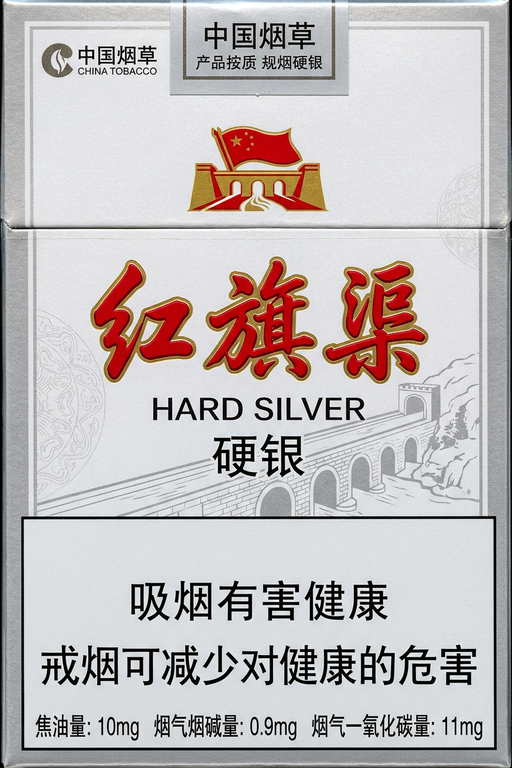 中国烟草
CHINA TOBACCO
中国烟草
产品按质 规烟硬银
红旗渠
HARD SILVER
硬银
吸烟有害健康
戒烟可减少对健康的危害
焦油量: 10mg 烟气烟碱量: 0.9mg 烟气一氧化碳量: 11mg